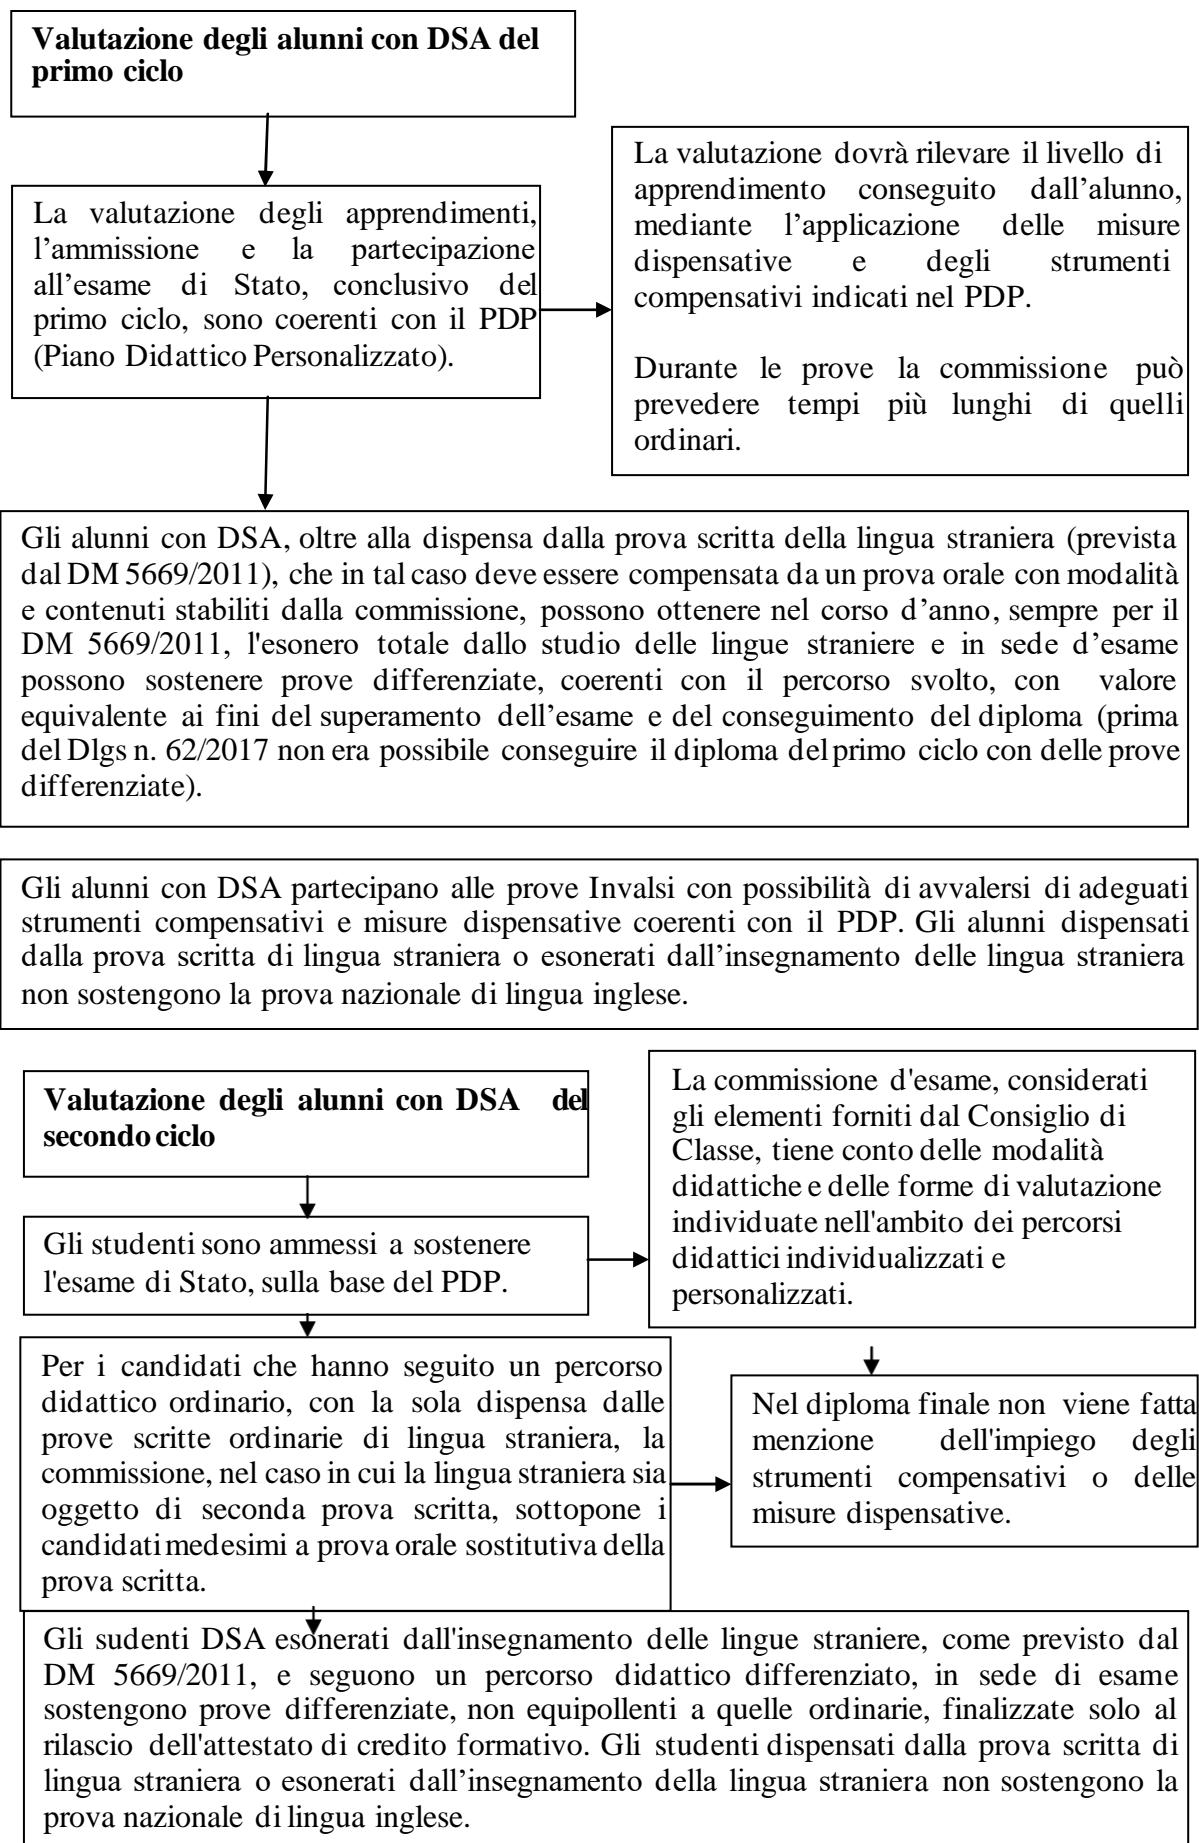 Valutazione degli alunni con DSA del
primo ciclo
La valutazione degli apprendimenti,
l'ammissione e la partecipazione
all'esame di Stato, conclusivo del
primo ciclo, sono coerenti con il PDP
(Piano Didattico Personalizzato).
La valutazione dovrà rilevare il livello di
apprendimento conseguito dall'alunno,
mediante l'applicazione delle misure
dispensative e degli strumenti
compensativi indicati nel PDP.
Durante le prove la commissione può
prevedere tempi più lunghi di quelli
ordinari.
Gli alunni con DSA, oltre alla dispensa dalla prova scritta della lingua straniera (prevista
dal DM 5669/2011), che in tal caso deve essere compensata da un prova orale con modalità
e contenuti stabiliti dalla commissione, possono ottenere nel corso d'anno, sempre per il
DM 5669/2011, l'esonero totale dallo studio delle lingue straniere e in sede d'esame
possono sostenere prove differenziate, coerenti con il percorso svolto, con valore
equivalente ai fini del superamento dell'esame e del conseguimento del diploma (prima
del Dlgs n. 62/2017 non era possibile conseguire il diploma del primo ciclo con delle prove
differenziate).
Gli alunni con DSA partecipano alle prove Invalsi con possibilità di avvalersi di adeguati
strumenti compensativi e misure dispensative coerenti con il PDP. Gli alunni dispensati
dalla prova scritta di lingua straniera o esonerati dall'insegnamento delle lingua straniera
non sostengono la prova nazionale di lingua inglese.
Valutazione degli alunni con DSA del
secondo ciclo
Gli studenti sono ammessi a sostenere
l'esame di Stato, sulla base del PDP.
La commissione d'esame, considerati
gli elementi forniti dal Consiglio di
Classe, tiene conto delle modalità
didattiche e delle forme di valutazione
individuate nell'ambito dei percorsi
didattici individualizzati e
personalizzati.
Per i candidati che hanno seguito un percorso
didattico ordinario, con la sola dispensa dalle
prove scritte ordinarie di lingua straniera, la
commissione, nel caso in cui la lingua straniera sia
oggetto di seconda prova scritta, sottopone i
candidati medesimi a prova orale sostitutiva della
prova scritta.
Nel diploma finale non viene fatta
menzione dell'impiego degli
strumenti compensativi o delle
misure dispensative.
Gli sudenti DSA esonerati dall'insegnamento delle lingue straniere, come previsto dal
DM 5669/2011, e seguono un percorso didattico differenziato, in sede di esame
sostengono prove differenziate, non equipollenti a quelle ordinarie, finalizzate solo al
rilascio dell'attestato di credito formativo. Gli studenti dispensati dalla prova scritta di
lingua straniera o esonerati dall'insegnamento della lingua straniera non sostengono la
prova nazionale di lingua inglese.